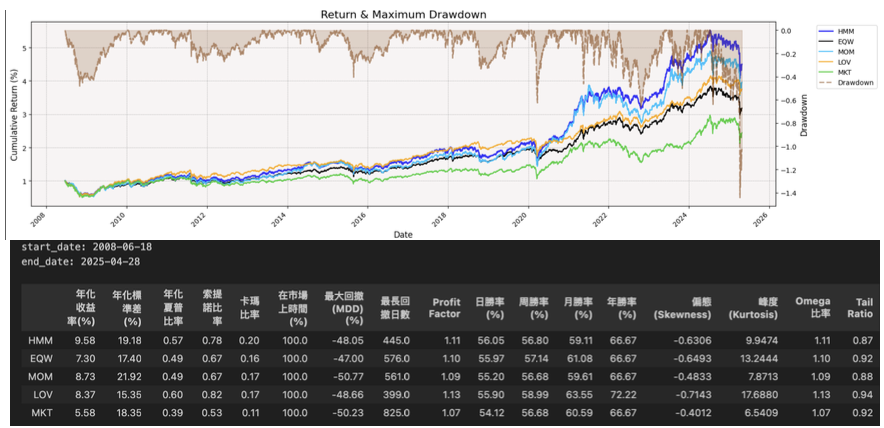 Return & Maximum Drawdown
HMM
EQW
MOM
LOV
MKT
Drawdown
Cumulative Return (%)
5
4
3
2
1
0.0
−0.2
−0.4
−0.6
−0.8
−1.0
−1.2
−1.4
Drawdown
2008
2010
2012
2014
2016
2018
2020
2022
2024
2026
Date
start_date: 2008-06-18
end_date: 2025-04-28
年化收益率(%) 年化標準差(%) 年化夏普比率 索提諾比率 卡瑪比率 在市場上時間(%) 最大回撤(MDD)(%) 最長回撤日數 Profit Factor 日勝率(%) 周勝率(%) 月勝率(%) 年勝率(%) 偏態(Skewness) 峰度(Kurtosis) Omega比率 Tail Ratio
HMM 9.58 19.18 0.57 0.78 0.20 100.0 -48.05 445.0 1.11 56.05 56.80 59.11 66.67 -0.6306 9.9474 1.11 0.87
EQW 7.30 17.40 0.49 0.67 0.16 100.0 -47.00 576.0 1.10 55.97 57.14 61.08 66.67 -0.6493 13.2444 1.10 0.92
MOM 8.73 21.92 0.49 0.67 0.17 100.0 -50.77 561.0 1.09 55.20 56.68 59.61 66.67 -0.4833 7.8713 1.09 0.88
LOV 8.37 15.35 0.60 0.82 0.17 100.0 -48.66 399.0 1.13 55.90 58.99 63.55 72.22 -0.7143 17.6880 1.13 0.94
MKT 5.58 18.35 0.39 0.53 0.11 100.0 -50.23 825.0 1.07 54.12 56.68 60.59 66.67 -0.4012 6.5409 1.07 0.92